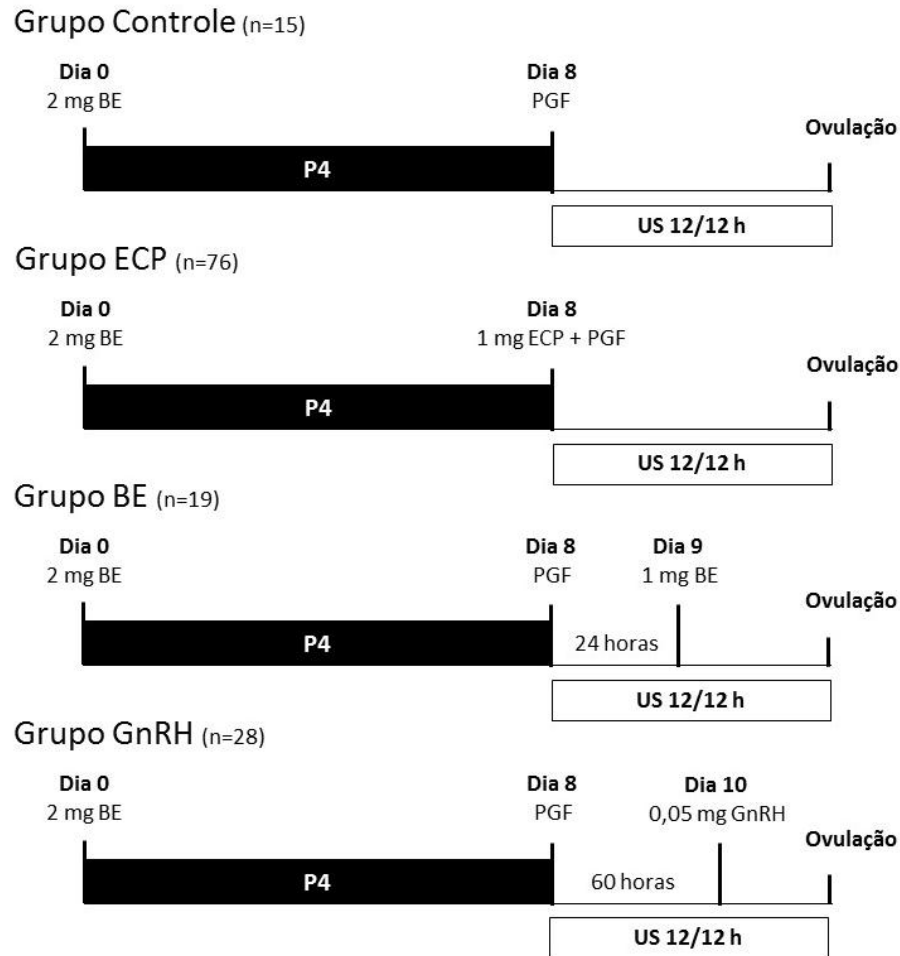 Grupo Controle (n=15)
Dia 0
2 mg BE
Dia 8
PGF
Ovulação
P4
US 12/12 h
Grupo ECP (n=76)
Dia 0
2 mg BE
Dia 8
1 mg ECP + PGF
Ovulação
P4
US 12/12 h
Grupo BE (n=19)
Dia 0
2 mg BE
Dia 8
PGF
Dia 9
1 mg BE
Ovulação
P4
24 horas
US 12/12 h
Grupo GnRH (n=28)
Dia 0
2 mg BE
Dia 8
PGF
Dia 10
0,05 mg GnRH
Ovulação
P4
60 horas
US 12/12 h